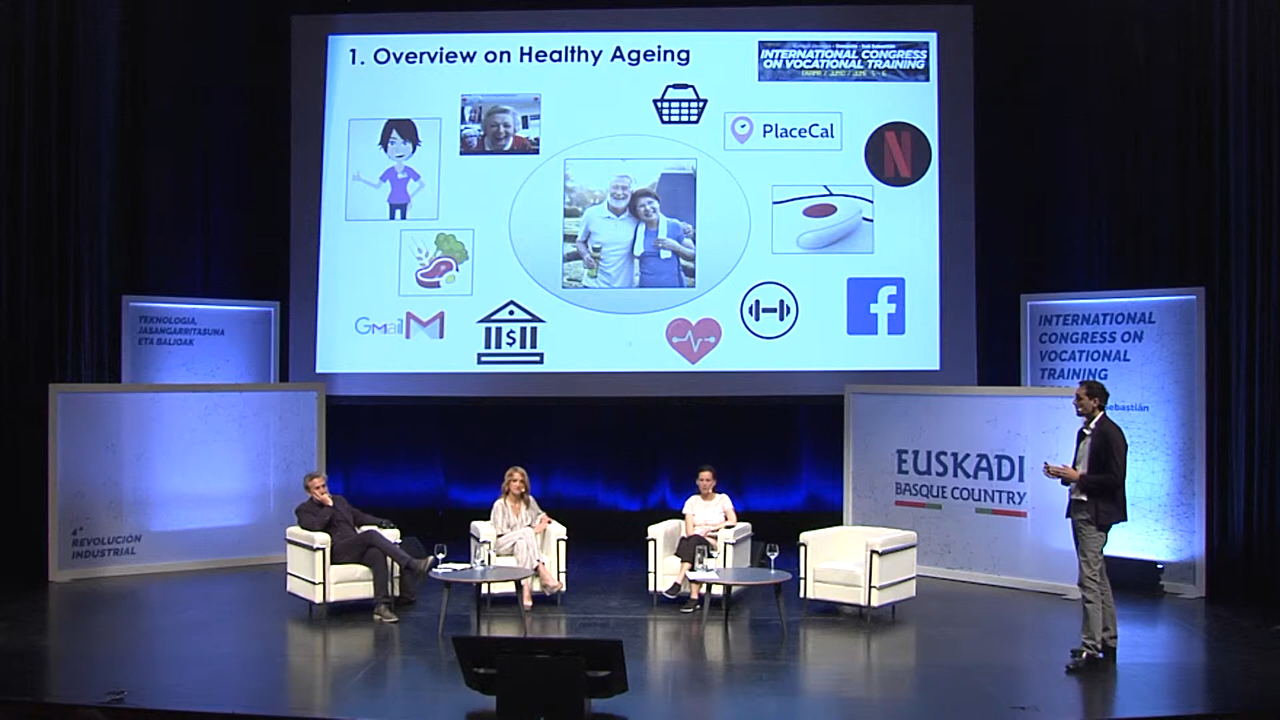 1. Overview on Healthy Ageing
INTERNATIONAL CONGRESS
ON VOCATIONAL TRAINING
PlaceCal
N
Gmail
$
f
TEKNOLOGIA,
JASANGARRITASUNA
ETA BALIOAK
INTERNATIONAL
CONGRESS ON
VOCATIONAL
TRAINING
ebastián
EUSKADI
BASQUE COUNTRY
4ª
REVOLUCIÓN
INDUSTRIAL